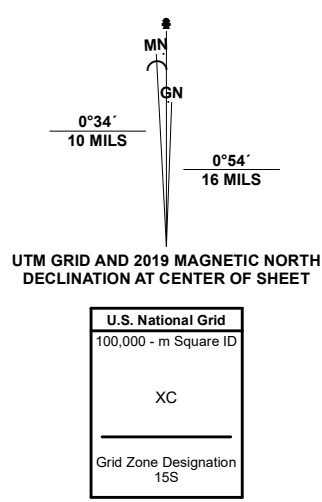 MN
GN
0°34´
10 MILS
0°54´
16 MILS
UTM GRID AND 2019 MAGNETIC NORTH
DECLINATION AT CENTER OF SHEET
U.S. National Grid
100,000 - m Square ID
XC
Grid Zone Designation
15S